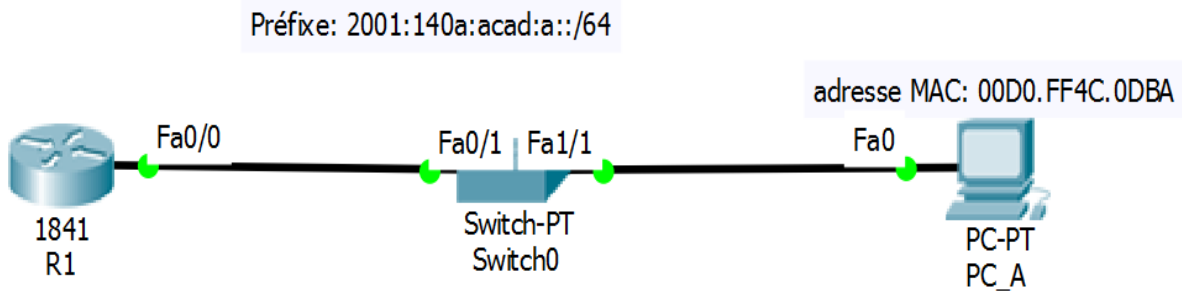 Préfixe: 2001:140a:acad:a::/64
adresse MAC: 00D0.FF4C.0DBA
Fa0/0
Fa0/1
Fa1/1
Fa0
1841
R1
Switch-PT
Switch0
PC-PT
PC_A